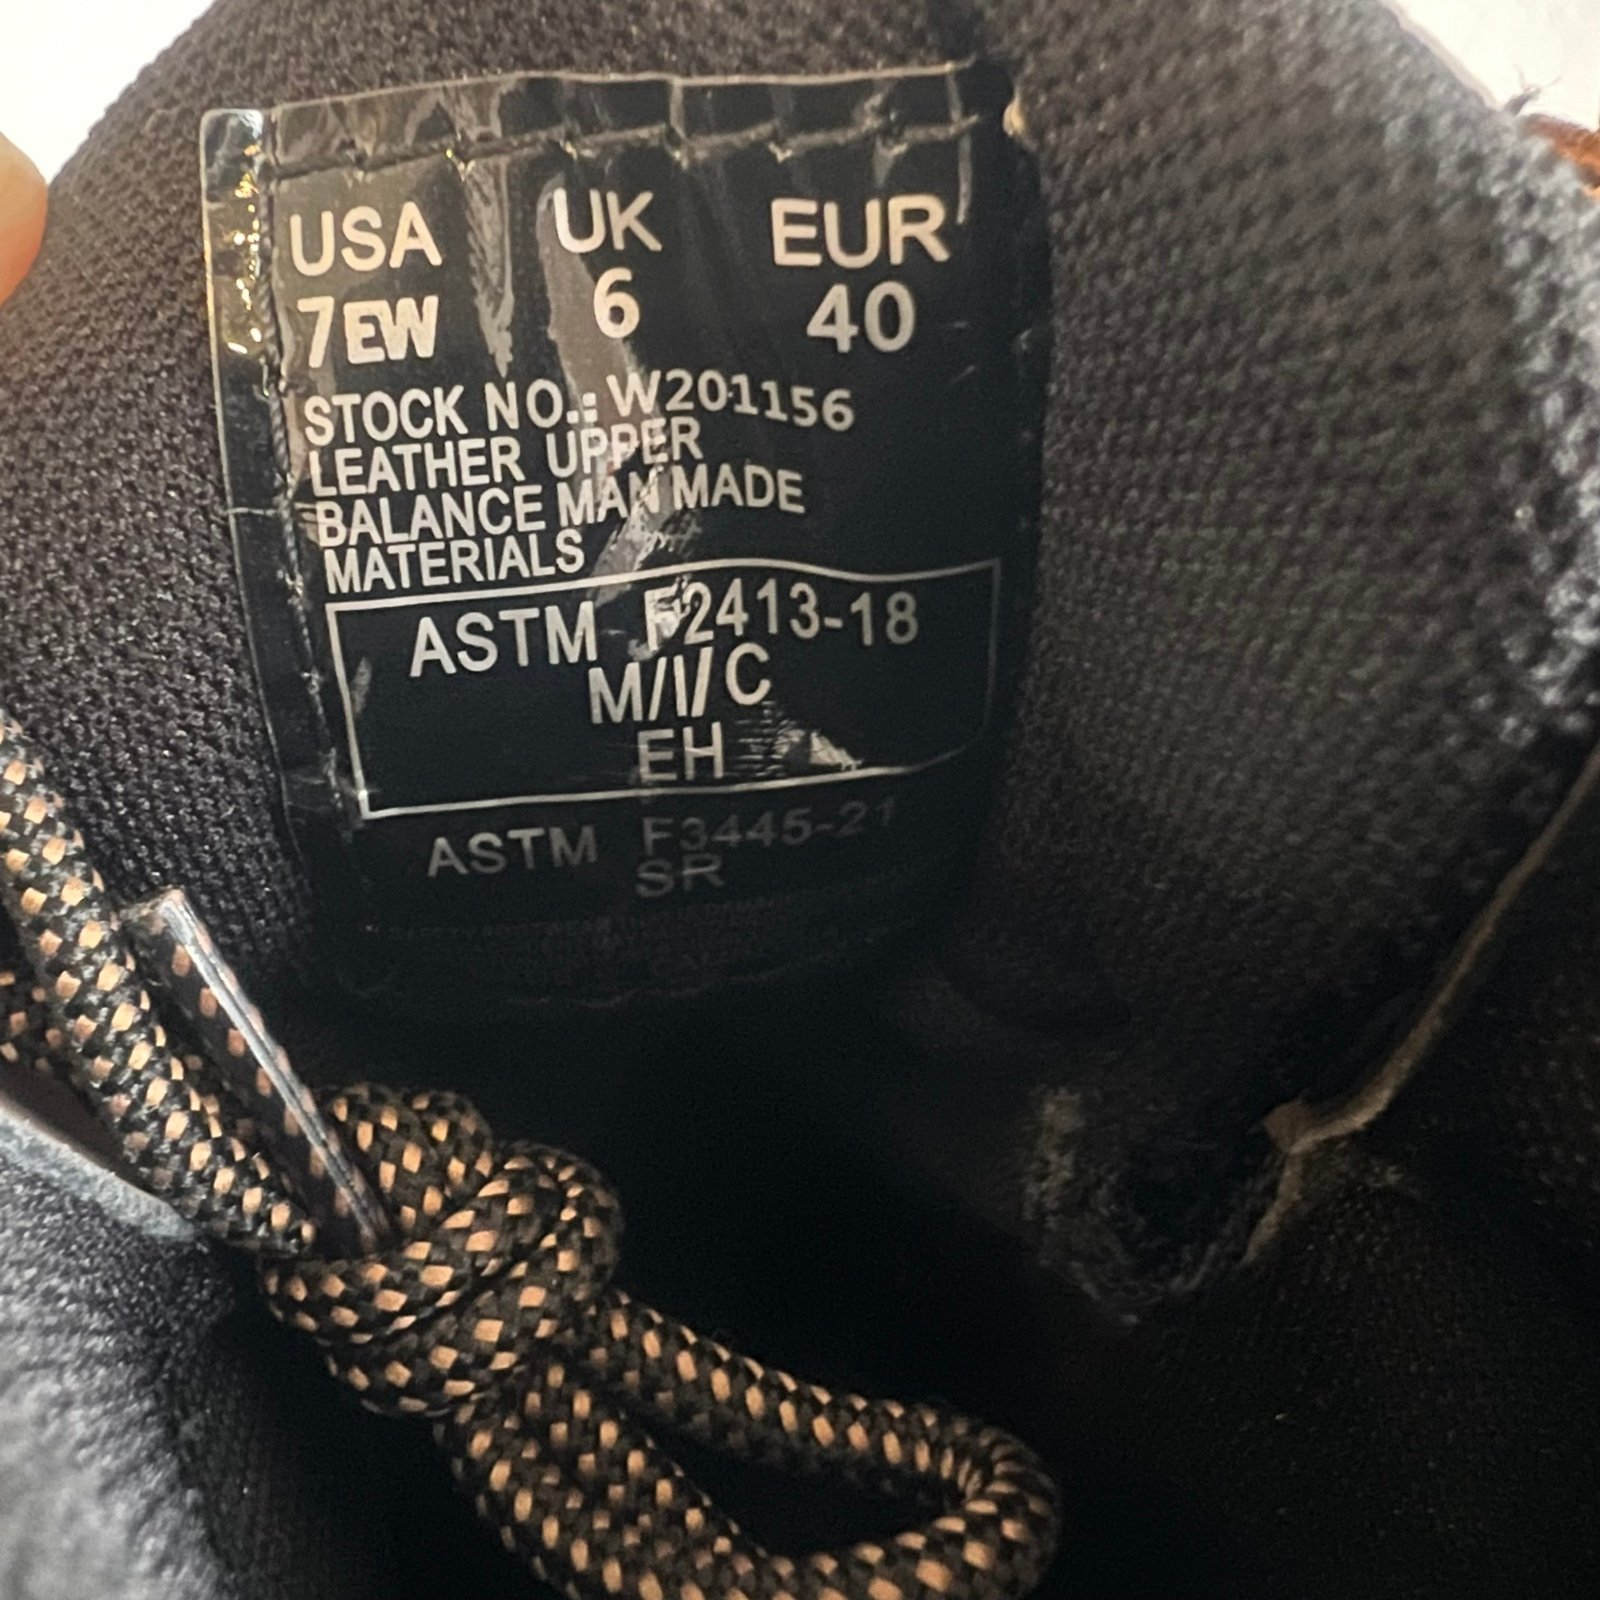 USA UK EUR
7EW 6 40
STOCK NO.: W201156
LEATHER UPPER
BALANCE MAN MADE
MATERIALS
ASTM F2413-18
M/I/C
EH
ASTM F3445-21
SR